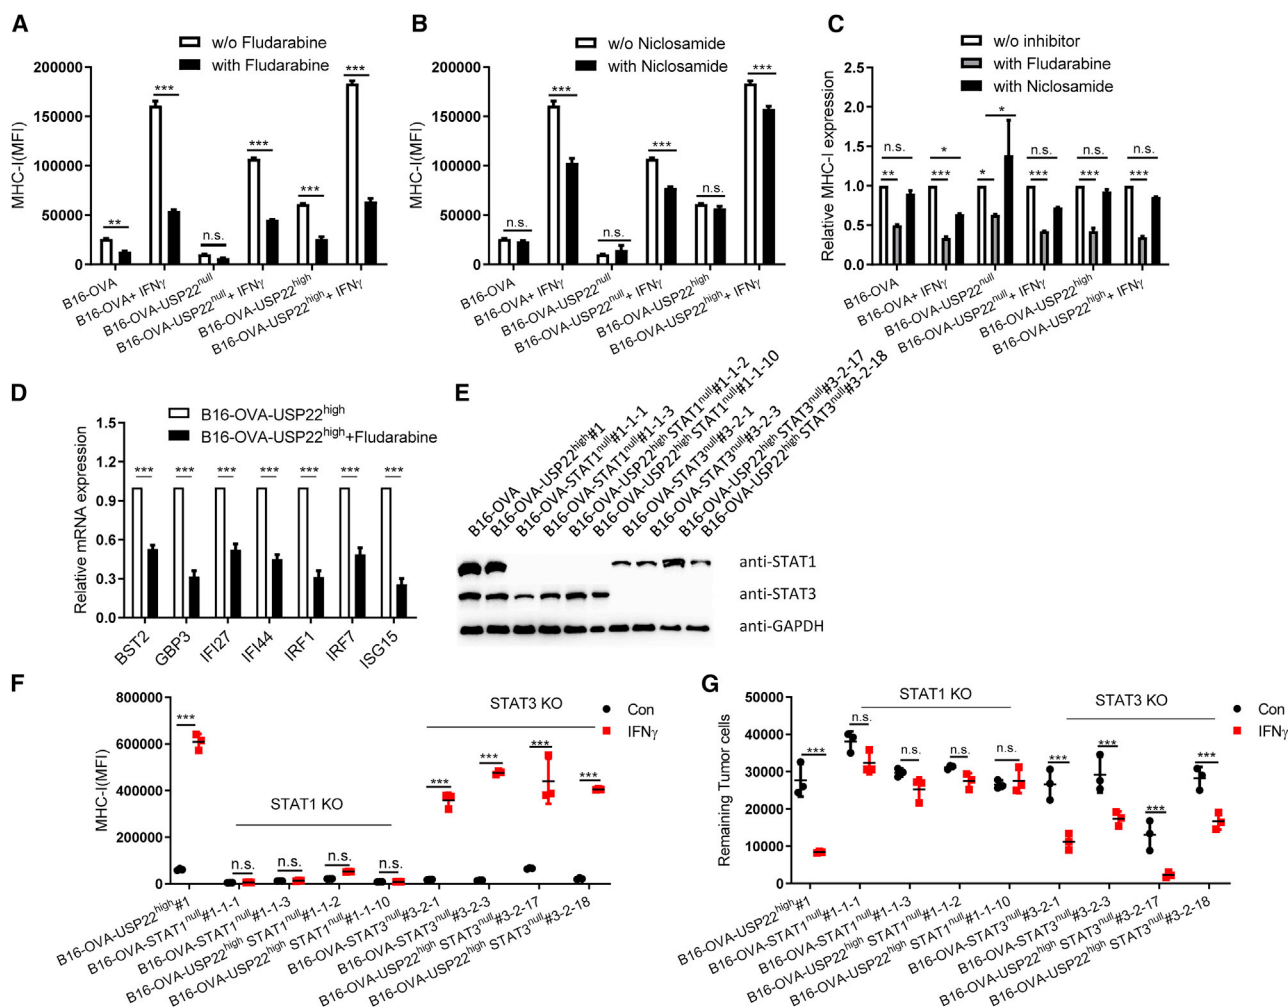 A
w/o Fludarabine
with Fludarabine
MHC-I(MFI)
200000
150000
100000
50000
0
**
***
n.s.
***
***
***
B16-OVA
B16-OVA+ IFNγ
B16-OVA-USP22null
B16-OVA-USP22null+ IFNγ
B16-OVA-USP22high
B16-OVA-USP22high+ IFNγ
B
w/o Niclosamide
with Niclosamide
MHC-I(MFI)
200000
150000
100000
50000
0
n.s.
***
n.s.
***
n.s.
***
B16-OVA
B16-OVA+ IFNγ
B16-OVA-USP22null
B16-OVA-USP22null+ IFNγ
B16-OVA-USP22high
B16-OVA-USP22high+ IFNγ
C
w/o inhibitor
with Fludarabine
with Niclosamide
Relative MHC-I expression
2.5
2.0
1.5
1.0
0.5
0.0
n.s.
*
*
n.s.
n.s.
n.s.
**
***
*
***
***
***
B16-OVA
B16-OVA+ IFNγ
B16-OVA-USP22null
B16-OVA-USP22null+ IFNγ
B16-OVA-USP22high
B16-OVA-USP22high+ IFNγ
D
B16-OVA-USP22high
B16-OVA-USP22high+Fludarabine
Relative mRNA expression
1.5
1.2
0.9
0.6
0.3
0.0
*** *** *** *** *** *** ***
BST2
GBP3
IFI27
IFI44
IRF1
IRF7
ISG15
E
B16-OVA
B16-OVA-USP22high#1
B16-OVA-STAT1null#1-1-1
B16-OVA-STAT1null#1-1-3
B16-OVA-USP22high STAT1null#1-1-2
B16-OVA-USP22high STAT1null#1-1-10
B16-OVA-STAT3null#3-2-1
B16-OVA-STAT3null#3-2-3
B16-OVA-USP22high STAT3null#3-2-17
B16-OVA-USP22high STAT3null#3-2-18
anti-STAT1
anti-STAT3
anti-GAPDH
F
MHC-I(MFI)
800000
600000
400000
200000
0
STAT1 KO
STAT3 KO
Con
IFNγ
***
n.s.
n.s.
n.s.
n.s.
***
***
***
***
B16-OVA-USP22high#1
B16-OVA-STAT1null#1-1-1
B16-OVA-STAT1null#1-1-3
B16-OVA-USP22high STAT1null#1-1-2
B16-OVA-USP22high STAT1null#1-1-10
B16-OVA-STAT3null#3-2-1
B16-OVA-STAT3null#3-2-3
B16-OVA-USP22high STAT3null#3-2-17
B16-OVA-USP22high STAT3null#3-2-18
G
Remaining Tumor cells
50000
40000
30000
20000
10000
0
STAT1 KO
STAT3 KO
Con
IFNγ
***
n.s.
n.s.
n.s.
n.s.
***
***
***
***
B16-OVA-USP22high#1
B16-OVA-STAT1null#1-1-1
B16-OVA-STAT1null#1-1-3
B16-OVA-USP22high STAT1null#1-1-2
B16-OVA-USP22high STAT1null#1-1-10
B16-OVA-STAT3null#3-2-1
B16-OVA-STAT3null#3-2-3
B16-OVA-USP22high STAT3null#3-2-17
B16-OVA-USP22high STAT3null#3-2-18